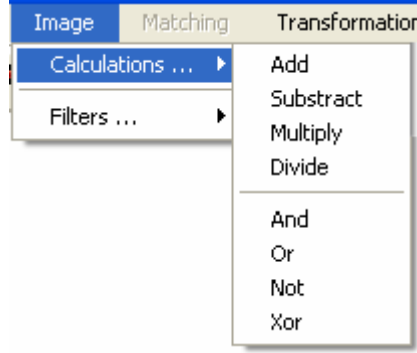 Image Matching Transformation
Calculations ...
Filters ...
Add
Substract
Multiply
Divide
And
Or
Not
Xor